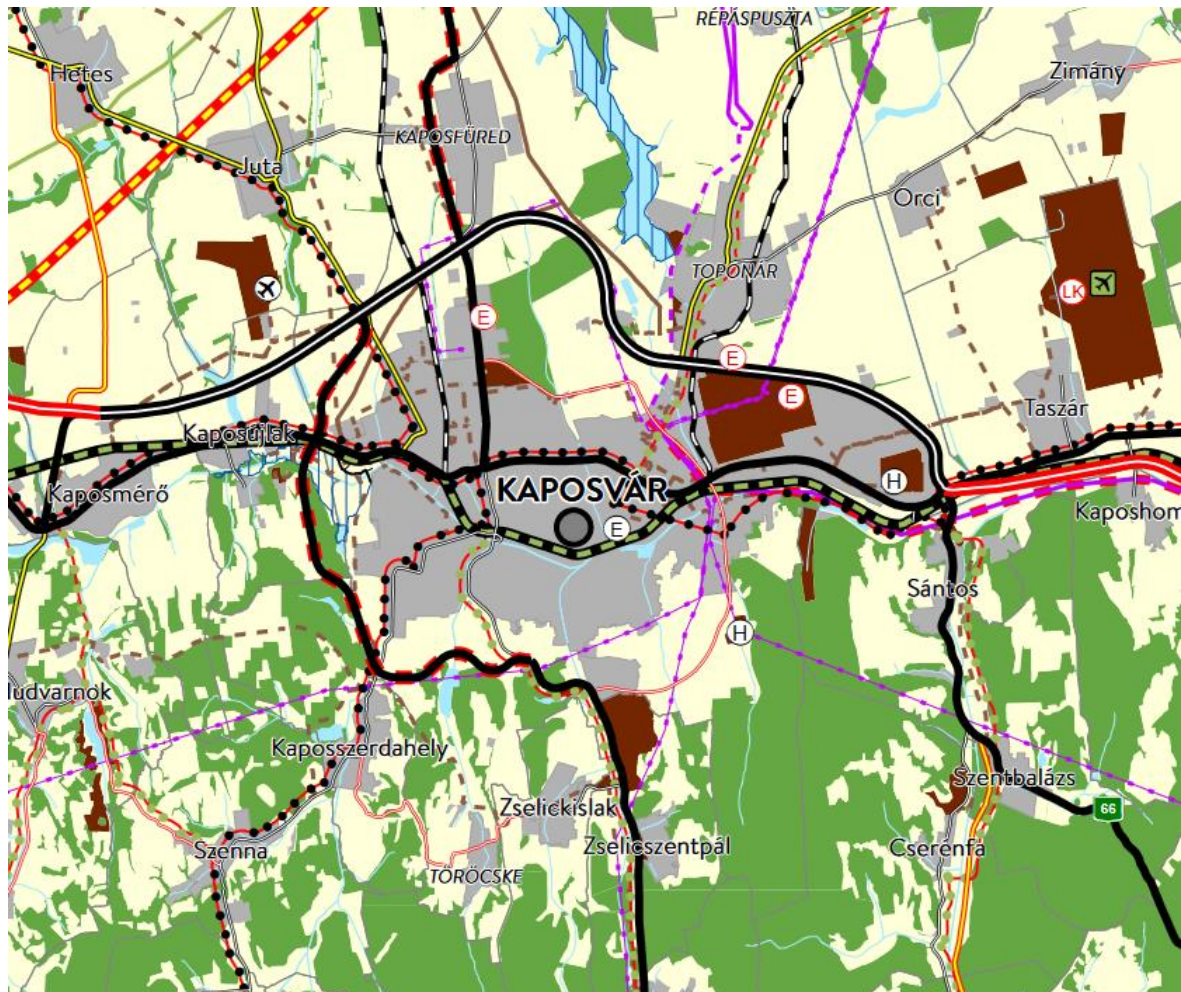 RÉPÁSPUSZTA
Hetes
Zimány
KAPOSFÜRED
Juta
Orci
TOPONÁR
LK
E
E
E
Taszár
Kaposújlak
Kaposmérő
KAPOSVÁR
H
E
Kaposhom
Sántos
H
dvarnok
Kaposszerdahely
Szentbalázs
66
Zselickislak
Szenna
Zselicszentpál
Cserénfa
TÖRÖCSKE